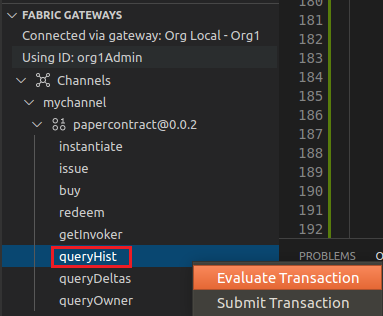 FABRIC GATEWAYS
Connected via gateway: Org Local - Org1
Using ID: org1Admin
Channels
mychannel
papercontract@0.0.2
instantiate
issue
buy
redeem
getInvoker
queryHist
queryDeltas
queryOwner
Evaluate Transaction
Submit Transaction
180
181
182
183
184
185
186
187
188
189
190
191
192
PROBLEMS